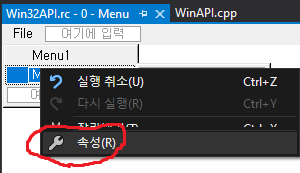 Win32API.rc - 0 - Menu WinAPI.cpp
File 여기에 입력
Menu1
실행 취소(U) Ctrl+Z
다시 실행(R) Ctrl+Y
속성(R)